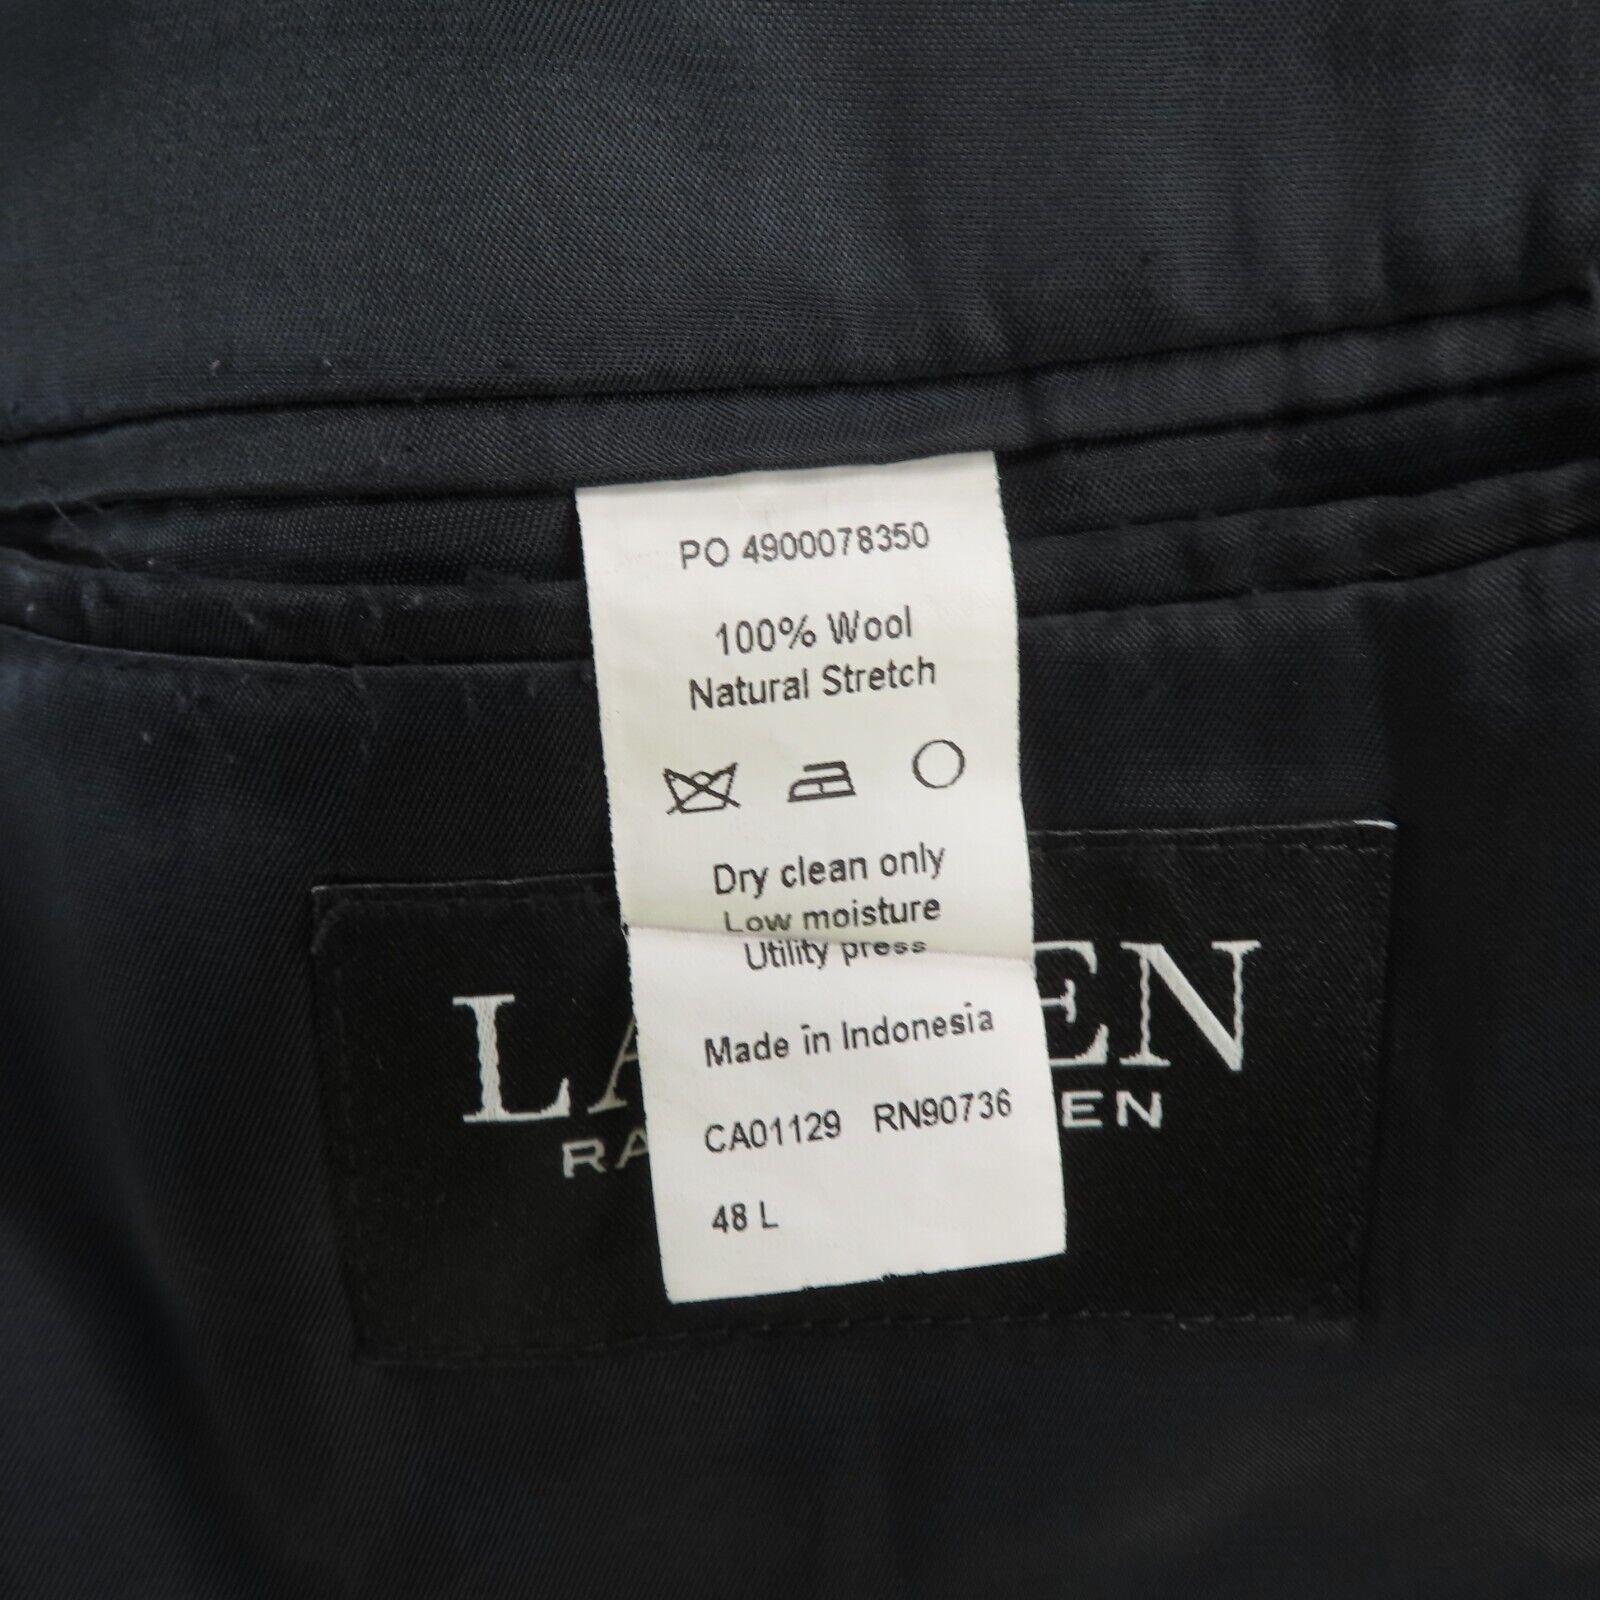 PO 4900078350
100% Wool
Natural Stretch
Dry clean only
Low moisture
Utility press
Made in Indonesia
CA01129 RN90736
48 L
LA EN
RA EN